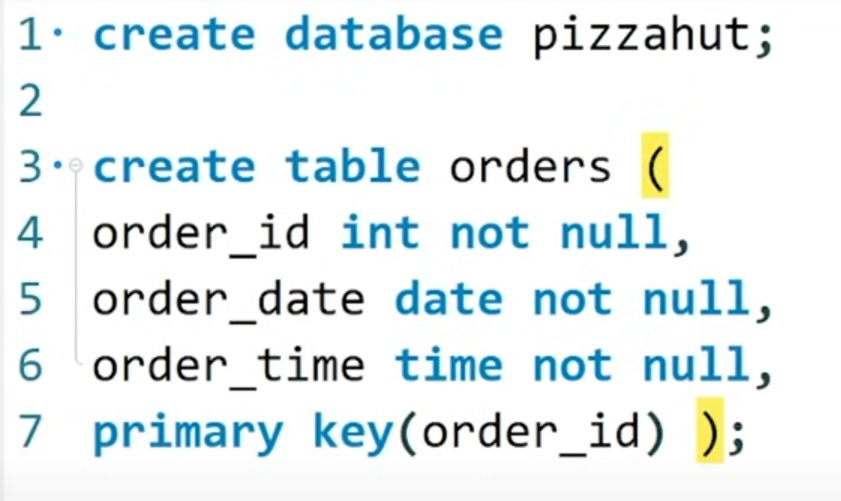 1 create database pizzahut;
2
3 create table orders (
4 order_id int not null,
5 order_date date not null,
6 order_time time not null,
7 primary key(order_id) );